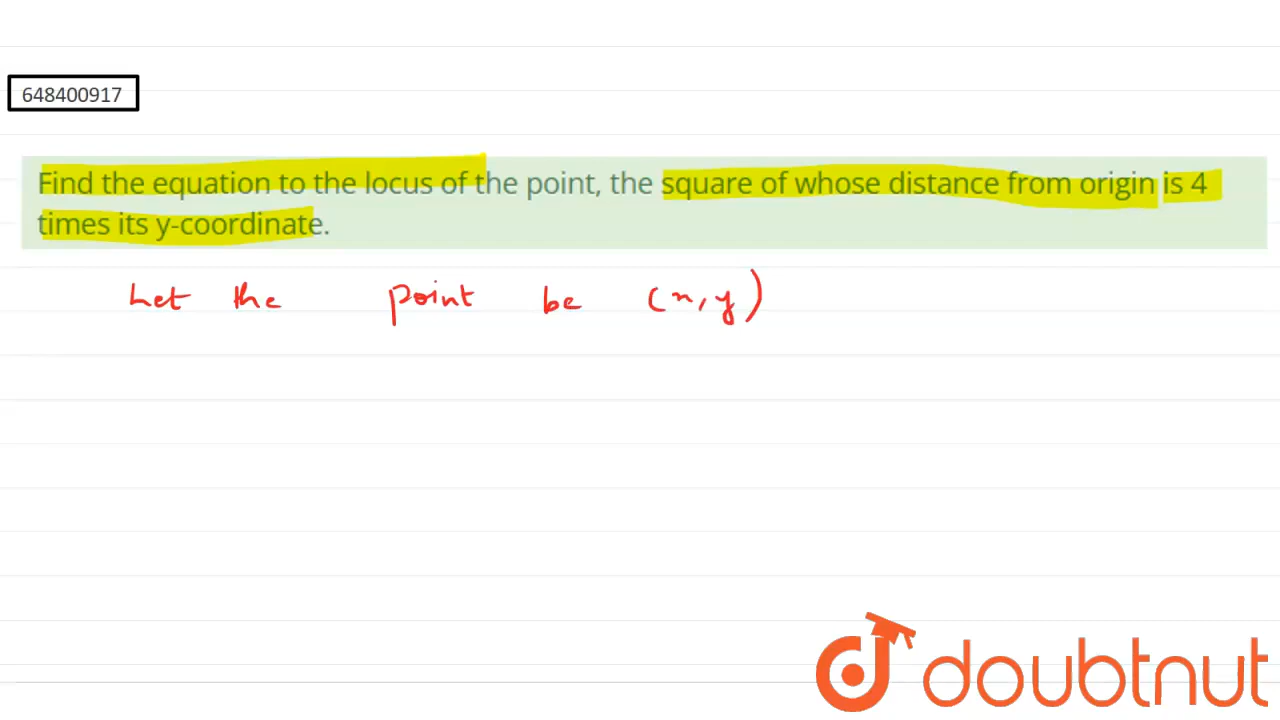 648400917
Find the equation to the locus of the point, the square of whose distance from origin is 4
times its y-coordinate.
Let the point be (x, y)
doubtnut